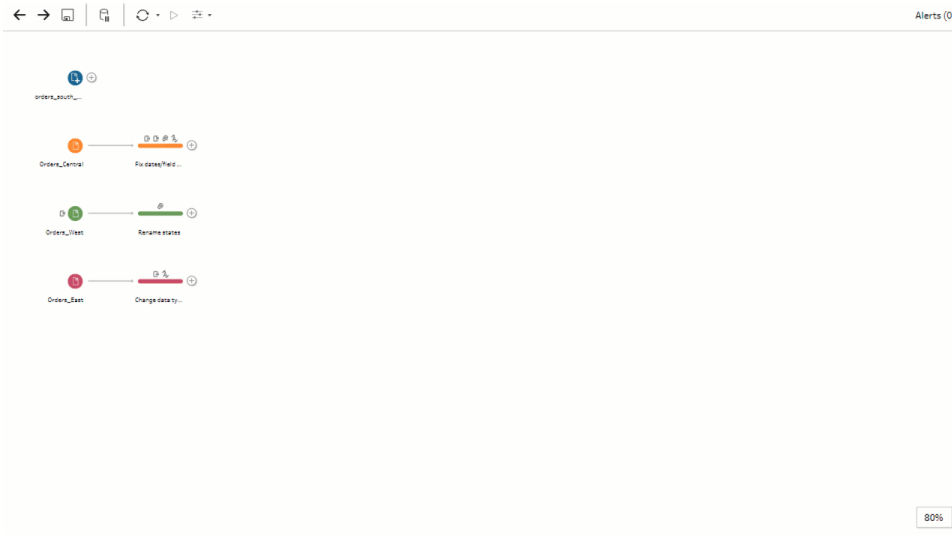 Alerts (0
orders_south_...
Orders_Central
Fix dates/field ...
Orders_West
Rename states
Orders_East
Change data ty...
80%